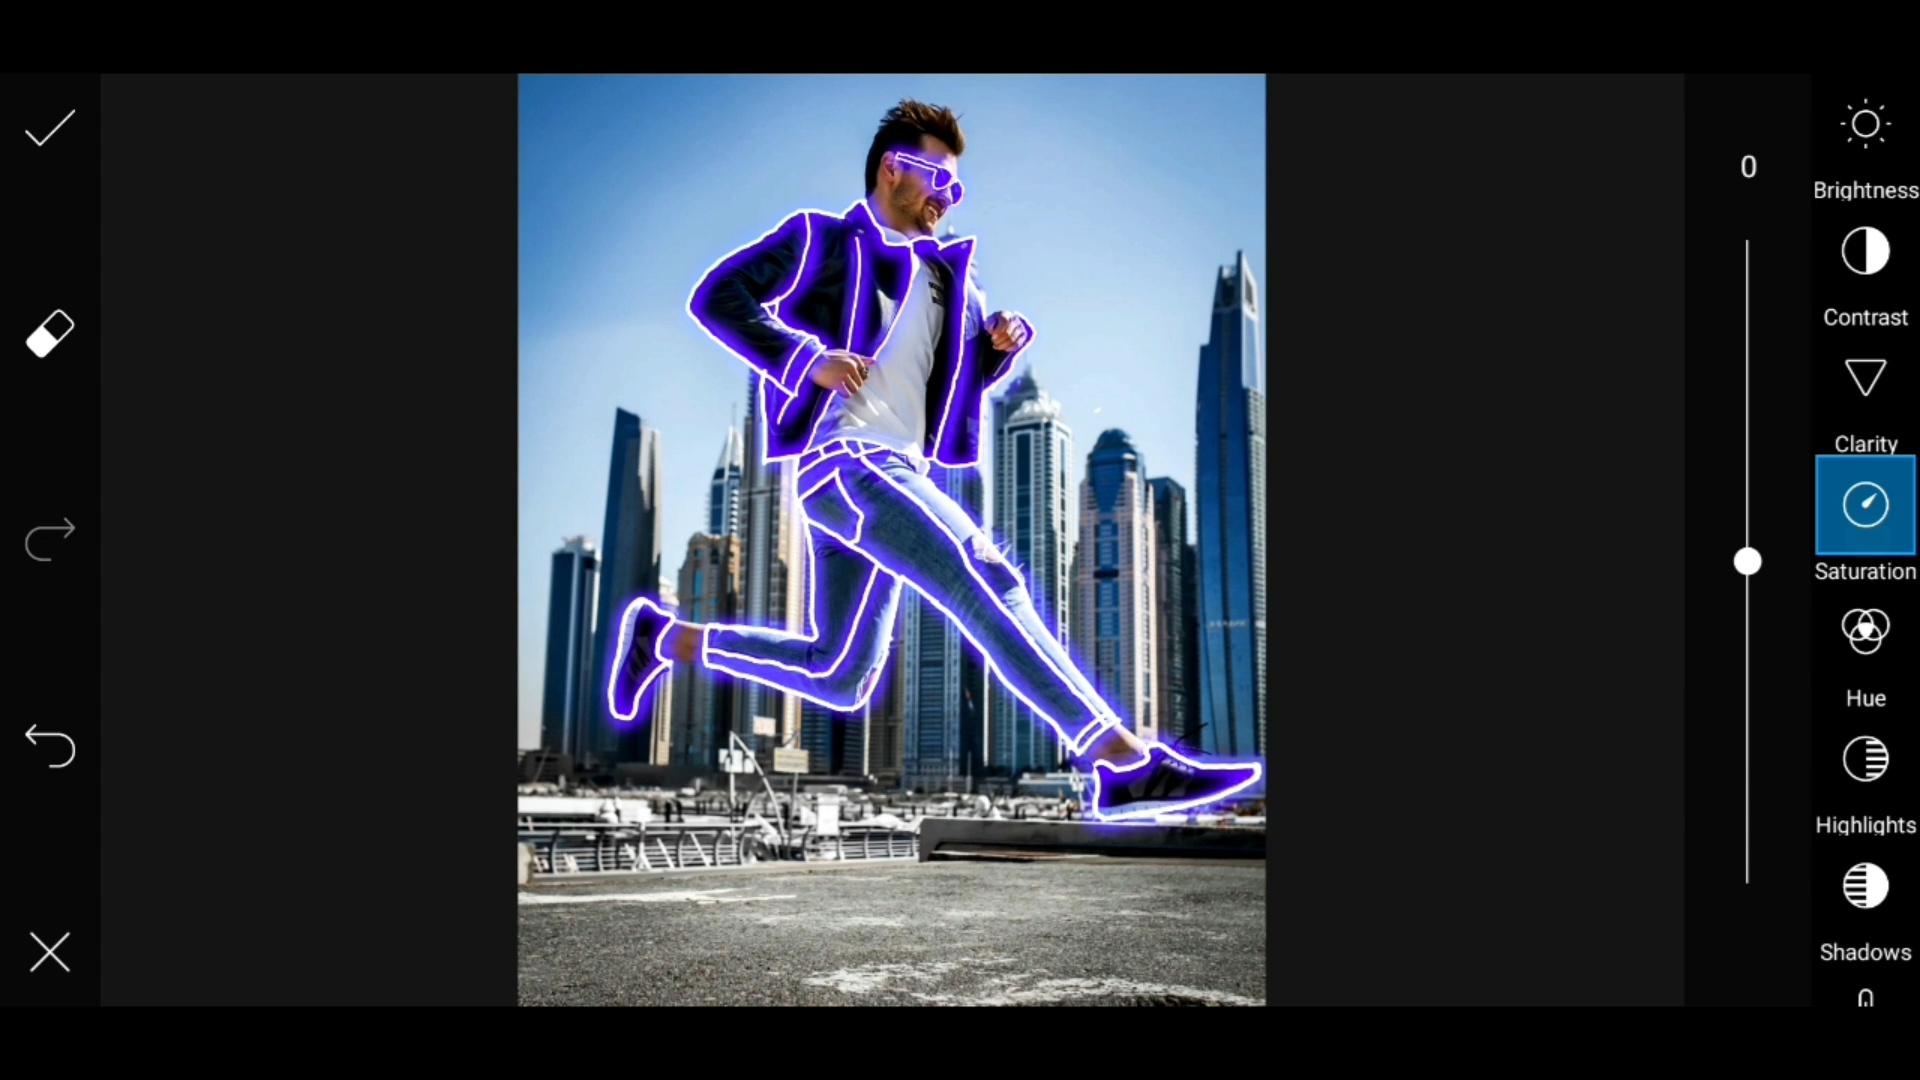 0
Brightness
Contrast
Clarity
Saturation
Hue
Highlights
Shadows